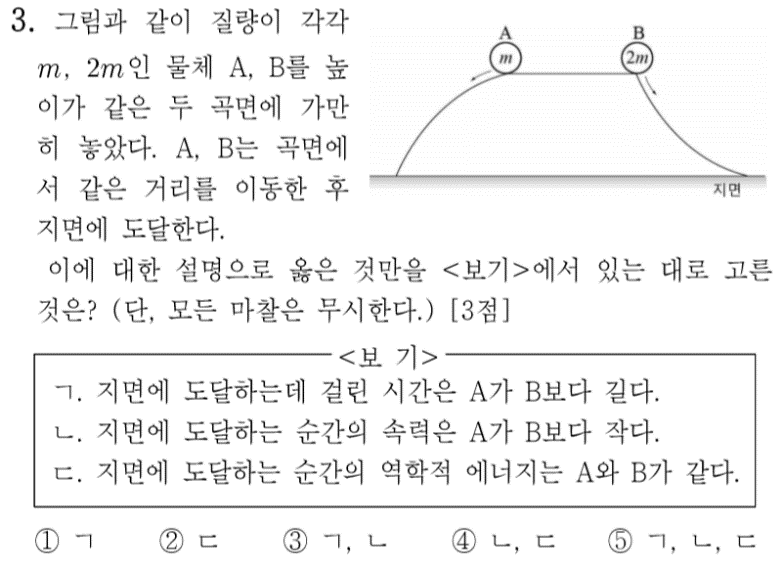 3. 그림과 같이 질량이 각각
m, 2m인 물체 A, B를 높
이가 같은 두 곡면에 가만
히 놓았다. A, B는 곡면에
서 같은 거리를 이동한 후
지면에 도달한다.
A
m
B
2m
지면
이에 대한 설명으로 옳은 것만을 <보기>에서 있는 대로 고른
것은? (단, 모든 마찰은 무시한다.) [3점]
<보 기>
ㄱ. 지면에 도달하는데 걸린 시간은 A가 B보다 길다.
ㄴ. 지면에 도달하는 순간의 속력은 A가 B보다 작다.
ㄷ. 지면에 도달하는 순간의 역학적 에너지는 A와 B가 같다.
① ㄱ ② ㄷ ③ ㄱ, ㄴ ④ ㄴ, ㄷ ⑤ ㄱ, ㄴ, ㄷ